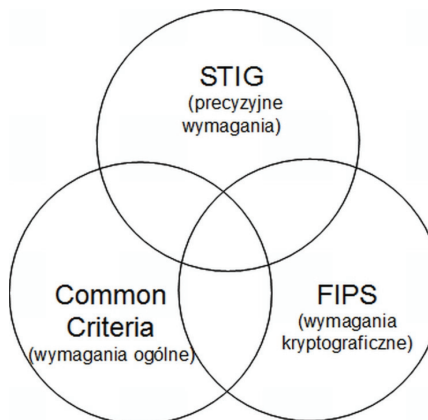 STIG
(precyzyjne
wymagania)
Common
Criteria
(wymagania ogólne)
FIPS
(wymagania
kryptograficzne)